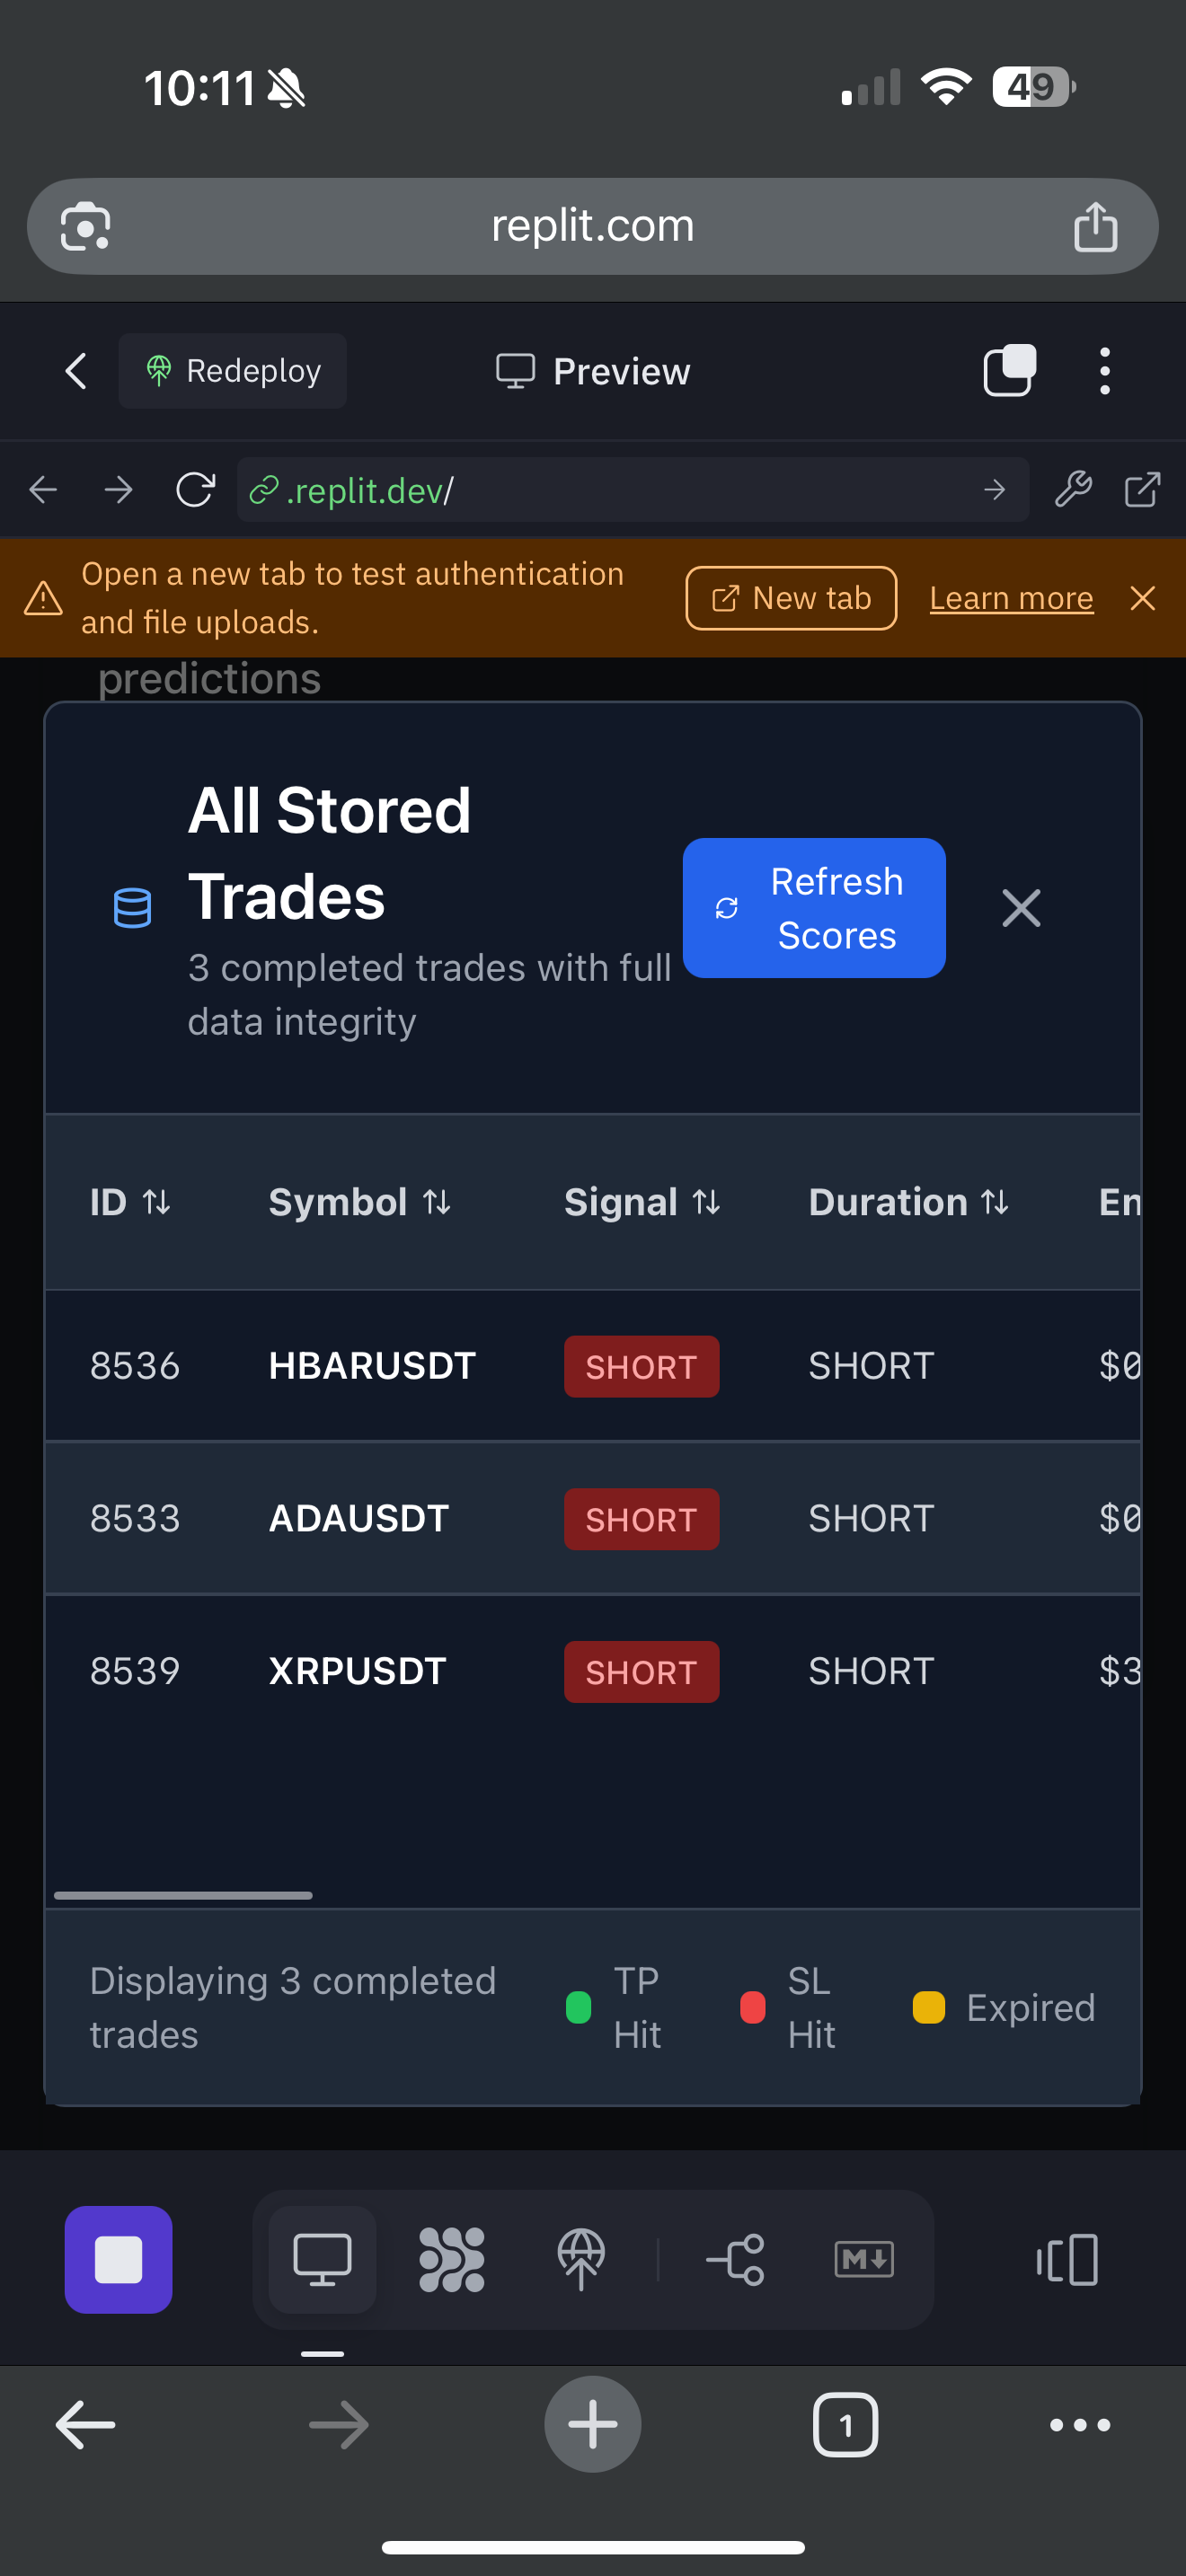 10:11
49
replit.com
Redeploy
Preview
.replit.dev/
Open a new tab to test authentication
and file uploads.
New tab
Learn more
predictions
All Stored
Trades
3 completed trades with full
data integrity
Refresh
Scores
ID Symbol Signal Duration En
8536 HBARUSDT SHORT SHORT $0
8533 ADAUSDT SHORT SHORT $0
8539 XRPUSDT SHORT SHORT $3
Displaying 3 completed
trades
TP
Hit
SL
Hit
Expired
M
1